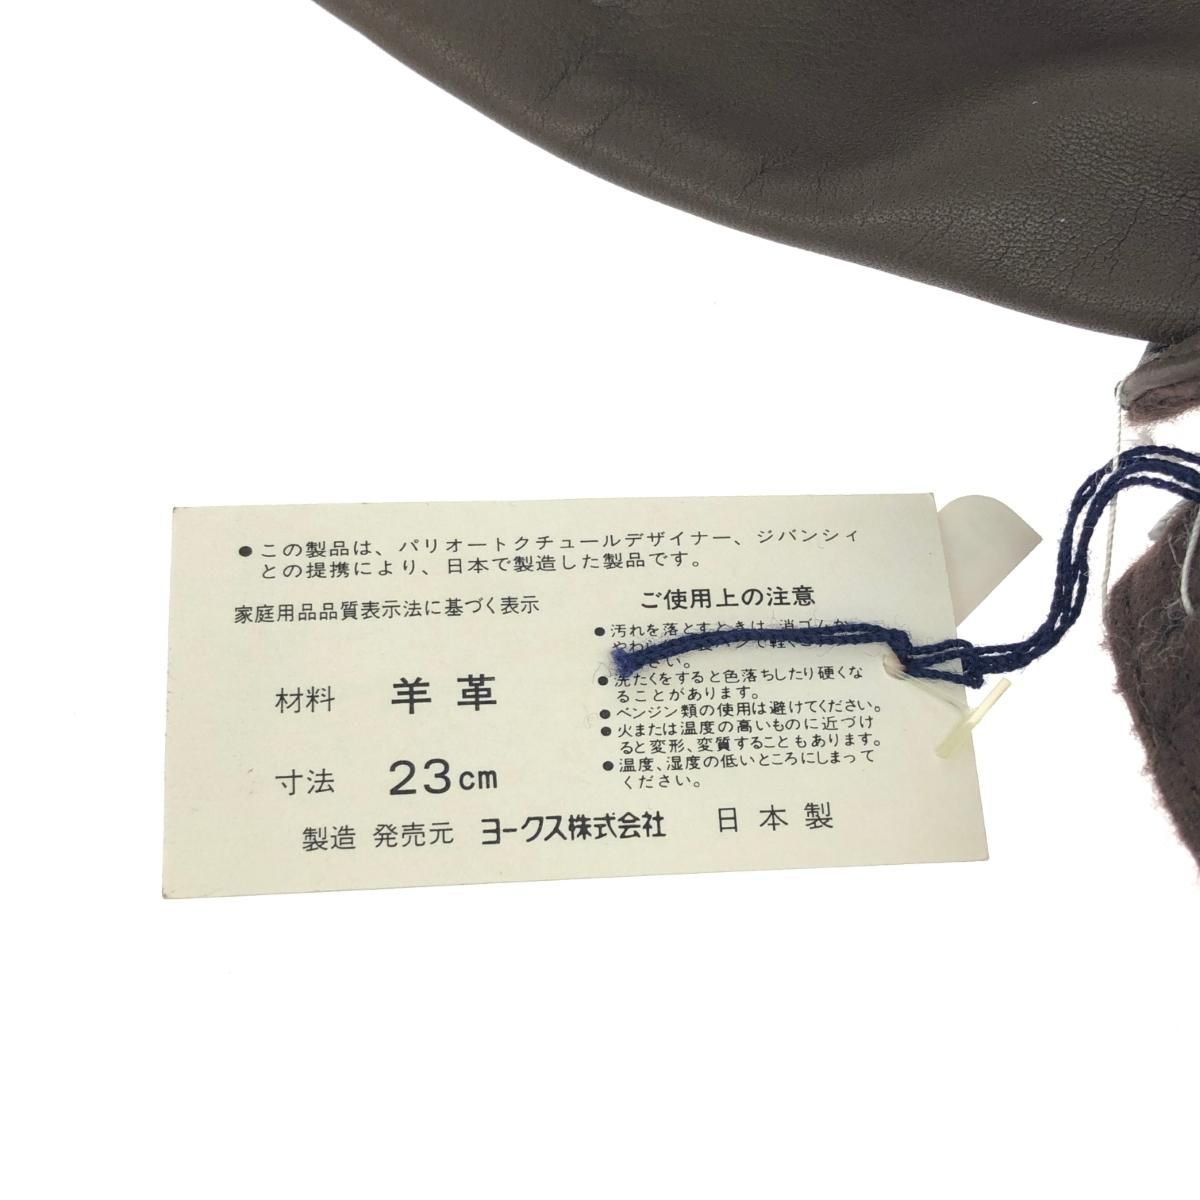 ●この製品は、パリオートクチュールデザイナー、ジバンシィ
との提携により、日本で製造した製品です。
家庭用品品質表示法に基づく表示
材料 羊革
寸法 23cm
ご使用上の注意
●汚れを落とすときは、消ゴムか
やわら
さい。
●洗たくをすると色落ちしたり硬くな
ることがあります。
●ベンジン類の使用は避けてください。
●火または温度の高いものに近づけ
ると変形、変質することもあります。
●温度、湿度の低いところにしまって
ください。
製造 発売元 ヨークス株式会社 日本製